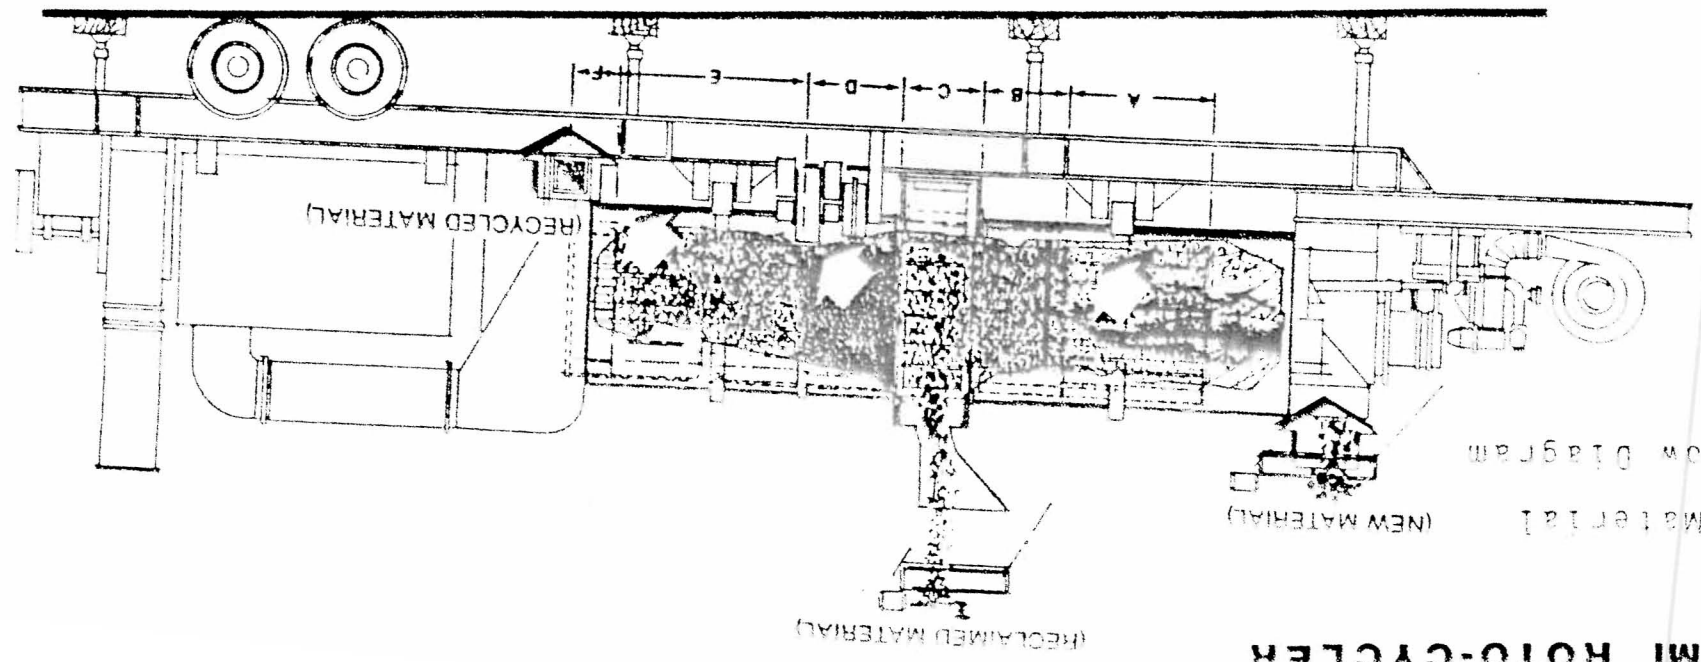 MI ROTO-CYCLER
(RECLAIMED MATERIAL)
Material
(NEW MATERIAL)
ow Diagram
(RECYCLED MATERIAL)
A B C D E F